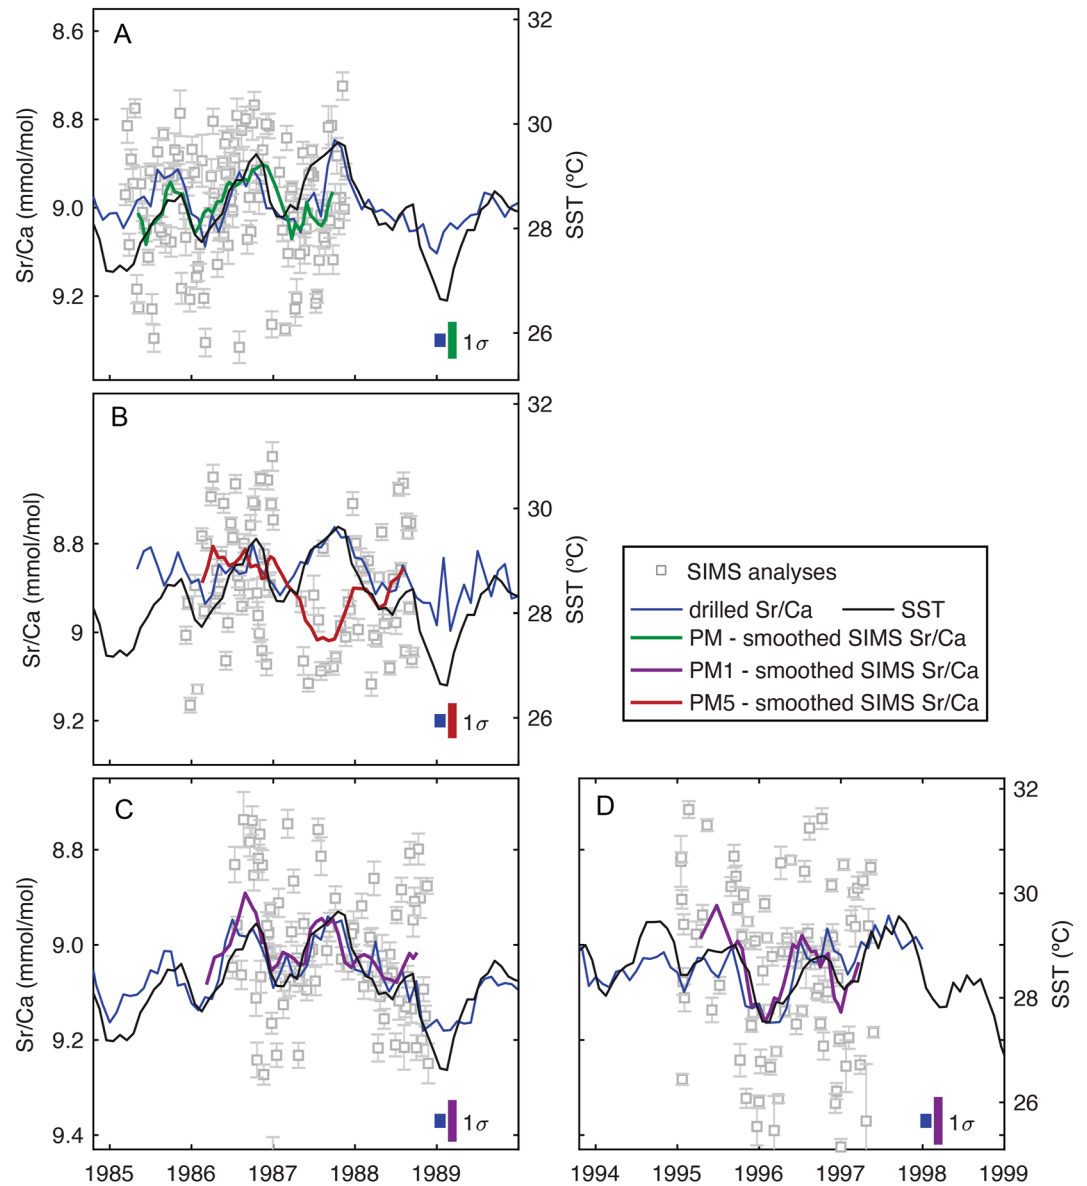 A
8.6
8.8
9.0
9.2
Sr/Ca (mmol/mol)
32
30
28
26
SST (ºC)
1σ
B
8.8
9
9.2
Sr/Ca (mmol/mol)
32
30
28
26
SST (ºC)
1σ
SIMS analyses
drilled Sr/Ca SST
PM - smoothed SIMS Sr/Ca
PM1 - smoothed SIMS Sr/Ca
PM5 - smoothed SIMS Sr/Ca
C
8.8
9.0
9.2
9.4
Sr/Ca (mmol/mol)
1σ
1985 1986 1987 1988 1989
D
32
30
28
26
SST (ºC)
1σ
1994 1995 1996 1997 1998 1999